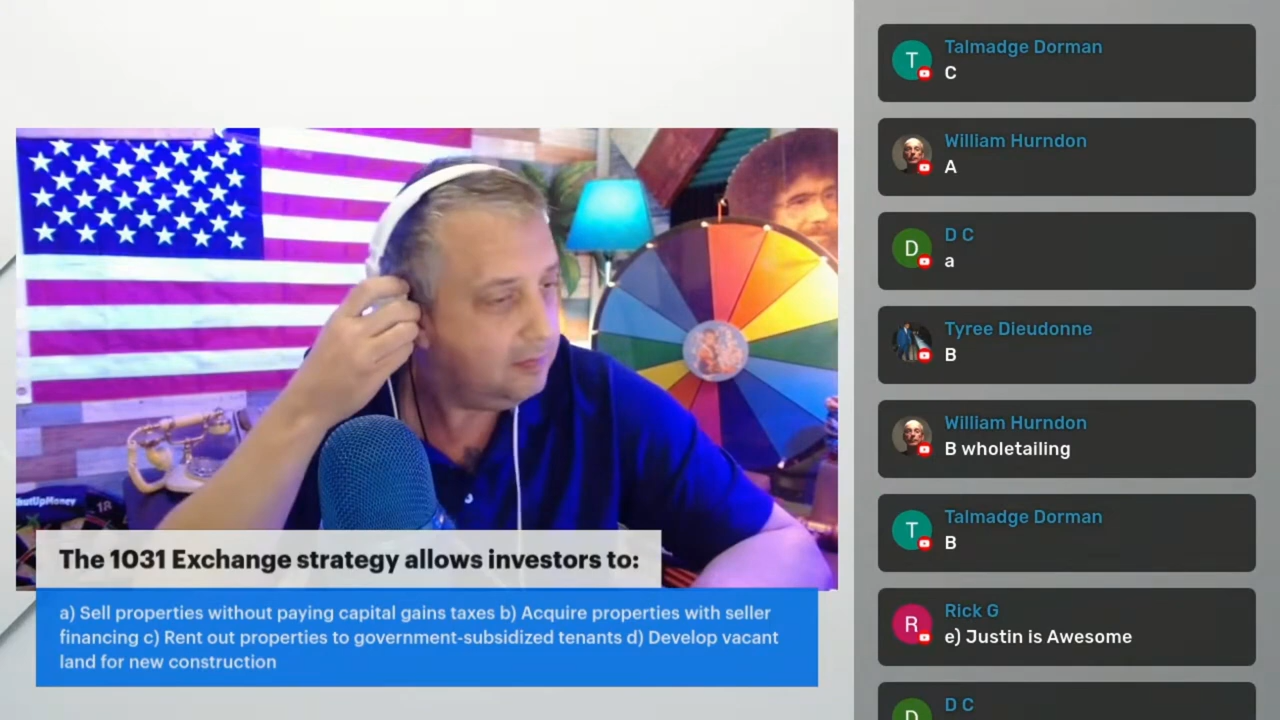 Talmadge Dorman
C
William Hurndon
A
D C
a
Tyree Dieudonne
B
William Hurndon
B wholetailing
Talmadge Dorman
B
Rick G
e) Justin is Awesome
D C
T
D
T
R
D
ShutUpMoney
The 1031 Exchange strategy allows investors to:
a) Sell properties without paying capital gains taxes b) Acquire properties with seller
financing c) Rent out properties to government-subsidized tenants d) Develop vacant
land for new construction